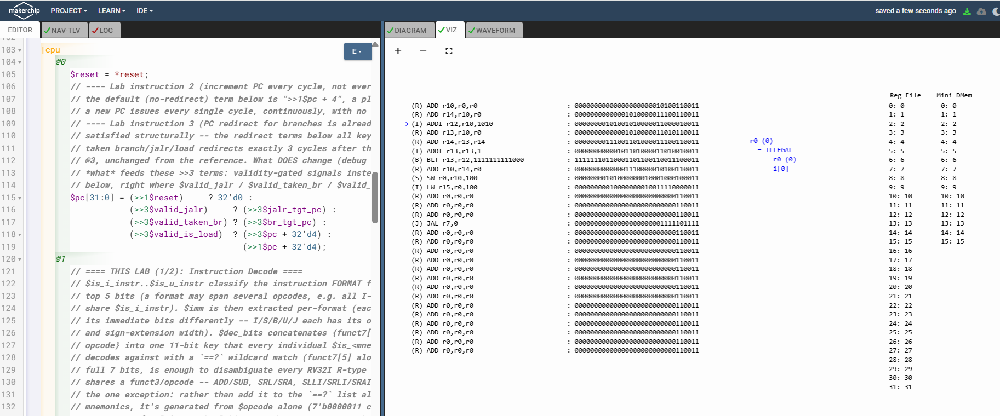 makerchip PROJECT LEARN IDE saved a few seconds ago
EDITOR NAV-TLV LOG DIAGRAM VIZ WAVEFORM
103 |cpu
E
104 @0
105 $reset = *reset;
106 // ---- Lab instruction 2 (increment PC every cycle, not ever
107 // the default (no-redirect) term below is ">>1$pc + 4", a pl
108 // a new PC issues every single cycle, continuously, with no
109 // ---- Lab instruction 3 (PC redirect for branches is alread
110 // satisfied structurally -- the redirect terms below all key
111 // taken branch/jalr/load redirects exactly 3 cycles after th
112 // @3, unchanged from the reference. What DOES change (debug
113 // *what* feeds these >>3 terms: validity-gated signals inste
114 // below, right where $valid_jalr / $valid_taken_br / $valid_
115 $pc[31:0] = (>>1$reset) ? 32'd0 :
116 (>>3$valid_jalr) ? (>>3$jalr_tgt_pc) :
117 (>>3$valid_taken_br) ? (>>3$br_tgt_pc) :
118 (>>3$valid_is_load) ? (>>3$pc + 32'd4) :
119 (>>1$pc + 32'd4);
120 @1
121 // ==== THIS LAB (1/2): Instruction Decode ====
122 // $is_i_instr..$is_u_instr classify the instruction FORMAT f
123 // top 5 bits (a format may span several opcodes, e.g. all I-
124 // share $is_i_instr). $imm is then extracted per-format (eac
125 // its immediate bits differently -- I/S/B/U/J each has its o
126 // and sign-extension width). $dec_bits concatenates {funct7[
127 // opcode} into one 11-bit key that every individual $is_<mne
128 // decodes against with a `==?` wildcard match (funct7[5] alo
129 // full 7 bits, is enough to disambiguate every RV32I R-type
130 // shares a funct3/opcode -- ADD/SUB, SRL/SRA, SLLI/SRLI/SRAI
131 // the one exception: rather than add it to the `==?` list al
132 // mnemonics, it's generated from $opcode alone (7'b0000011 c
(R) ADD r10,r0,r0 : 00000000000000000000010100110011
(R) ADD r14,r10,r0 : 00000000000001010000011100110011
-> (I) ADDI r12,r10,1010 : 00000000101001010000011000010011
(R) ADD r13,r10,r0 : 00000000000001010000011010110011
(R) ADD r14,r13,r14 : 00000000111001101000011100110011
(I) ADDI r13,r13,1 : 00000000000101101000011010010011
(B) BLT r13,r12,1111111111000 : 11111110110001101100110011100011
(R) ADD r10,r14,r0 : 00000000000001110000010100110011
(S) SW r0,r10,100 : 00000000101000000010001000100011
(I) LW r15,r0,100 : 00000000010000000010011110000011
(R) ADD r0,r0,r0 : 00000000000000000000000000110011
(R) ADD r0,r0,r0 : 00000000000000000000000000110011
(R) ADD r0,r0,r0 : 00000000000000000000000000110011
(J) JAL r7,0 : 00000000000000000000001111101111
(R) ADD r0,r0,r0 : 00000000000000000000000000110011
(R) ADD r0,r0,r0 : 00000000000000000000000000110011
(R) ADD r0,r0,r0 : 00000000000000000000000000110011
(R) ADD r0,r0,r0 : 00000000000000000000000000110011
(R) ADD r0,r0,r0 : 00000000000000000000000000110011
(R) ADD r0,r0,r0 : 00000000000000000000000000110011
(R) ADD r0,r0,r0 : 00000000000000000000000000110011
(R) ADD r0,r0,r0 : 00000000000000000000000000110011
(R) ADD r0,r0,r0 : 00000000000000000000000000110011
(R) ADD r0,r0,r0 : 00000000000000000000000000110011
(R) ADD r0,r0,r0 : 00000000000000000000000000110011
(R) ADD r0,r0,r0 : 00000000000000000000000000110011
(R) ADD r0,r0,r0 : 00000000000000000000000000110011
(R) ADD r0,r0,r0 : 00000000000000000000000000110011
r0 (0)
= ILLEGAL
r0 (0)
i[0]
Reg File Mini DMem
0: 0 0: 0
1: 1 1: 1
2: 2 2: 2
3: 3 3: 3
4: 4 4: 4
5: 5 5: 5
6: 6 6: 6
7: 7 7: 7
8: 8 8: 8
9: 9 9: 9
10: 10 10: 10
11: 11 11: 11
12: 12 12: 12
13: 13 13: 13
14: 14 14: 14
15: 15 15: 15
16: 16
17: 17
18: 18
19: 19
20: 20
21: 21
22: 22
23: 23
24: 24
25: 25
26: 26
27: 27
28: 28
29: 29
30: 30
31: 31